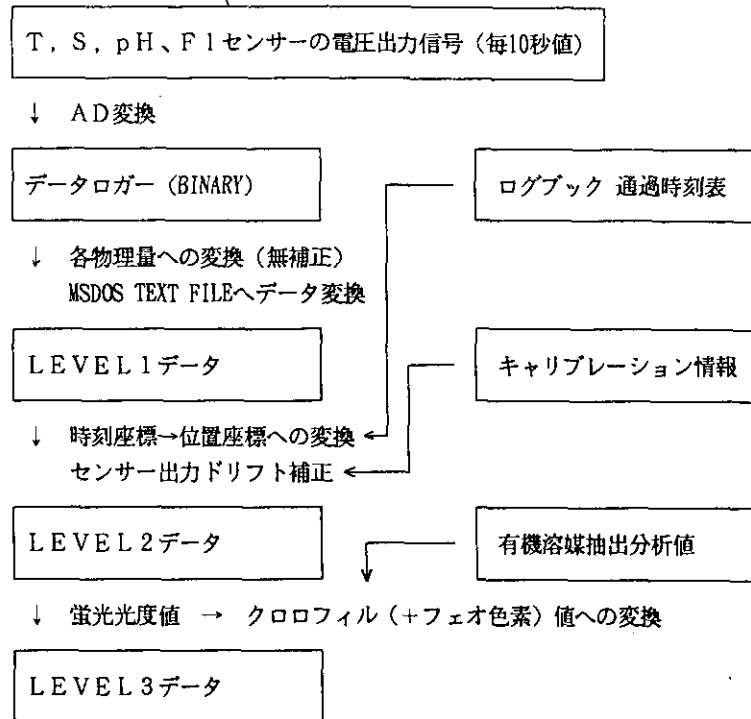 T，S，pH、Flセンサーの電圧出力信号（毎10秒値）
↓ AD変換
データロガー（BINARY）
ログブック 通過時刻表
↓ 各物理量への変換（無補正）
MSDOS TEXT FILEへデータ変換
LEVEL1データ
キャリブレーション情報
↓ 時刻座標→位置座標への変換
センサー出力ドリフト補正
LEVEL2データ
有機溶媒抽出分析値
↓ 蛍光光度値 → クロロフィル（＋フェオ色素）値への変換
LEVEL3データ